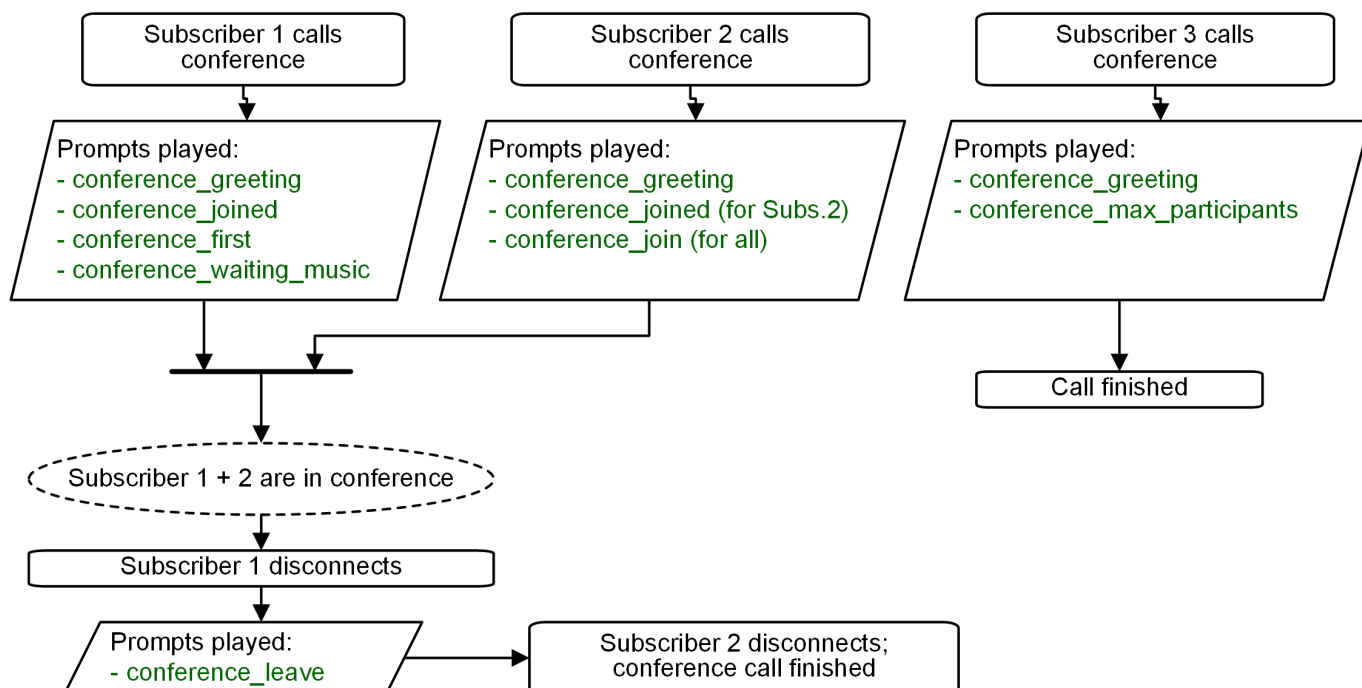 Subscriber 1 calls
conference
Subscriber 2 calls
conference
Subscriber 3 calls
conference
Prompts played:
- conference_greeting
- conference_joined
- conference_first
- conference_waiting_music
Prompts played:
- conference_greeting
- conference_joined (for Subs.2)
- conference_join (for all)
Prompts played:
- conference_greeting
- conference_max_participants
Call finished
Subscriber 1 + 2 are in conference
Subscriber 1 disconnects
Prompts played:
- conference_leave
Subscriber 2 disconnects;
conference call finished